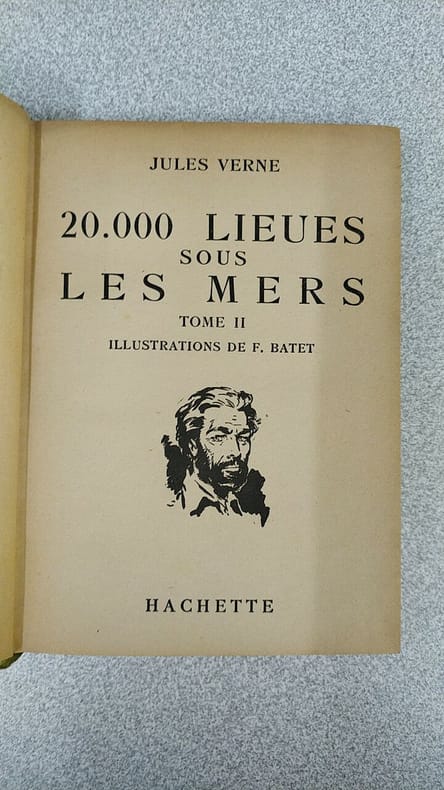 JULES VERNE
20.000 LIEUES
SOUS
LES MERS
TOME II
ILLUSTRATIONS DE F. BATET
HACHETTE